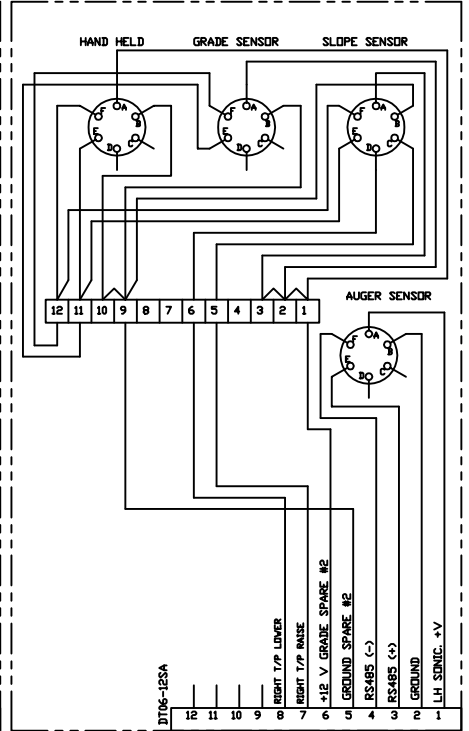 HAND HELD GRADE SENSOR SLOPE SENSOR
F A B E C D
F A B E C D
F A B E C D
12 11 10 9 8 7 6 5 4 3 2 1
AUGER SENSOR
F A B E C D
RIGHT T/P LOWER
RIGHT T/P RAISE
+12 V GRADE SPARE #2
GROUND SPARE #2
RS485 (-)
RS485 (+)
GROUND
LH SONIC. +V
DT06-12SA
12 11 10 9 8 7 6 5 4 3 2 1